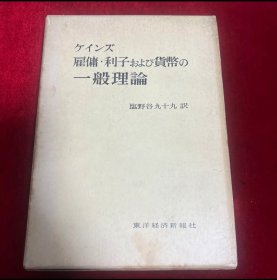 ケインズ
雇傭・利子および貨幣の
一般理論
塩野谷九十九訳
東洋経済新報社